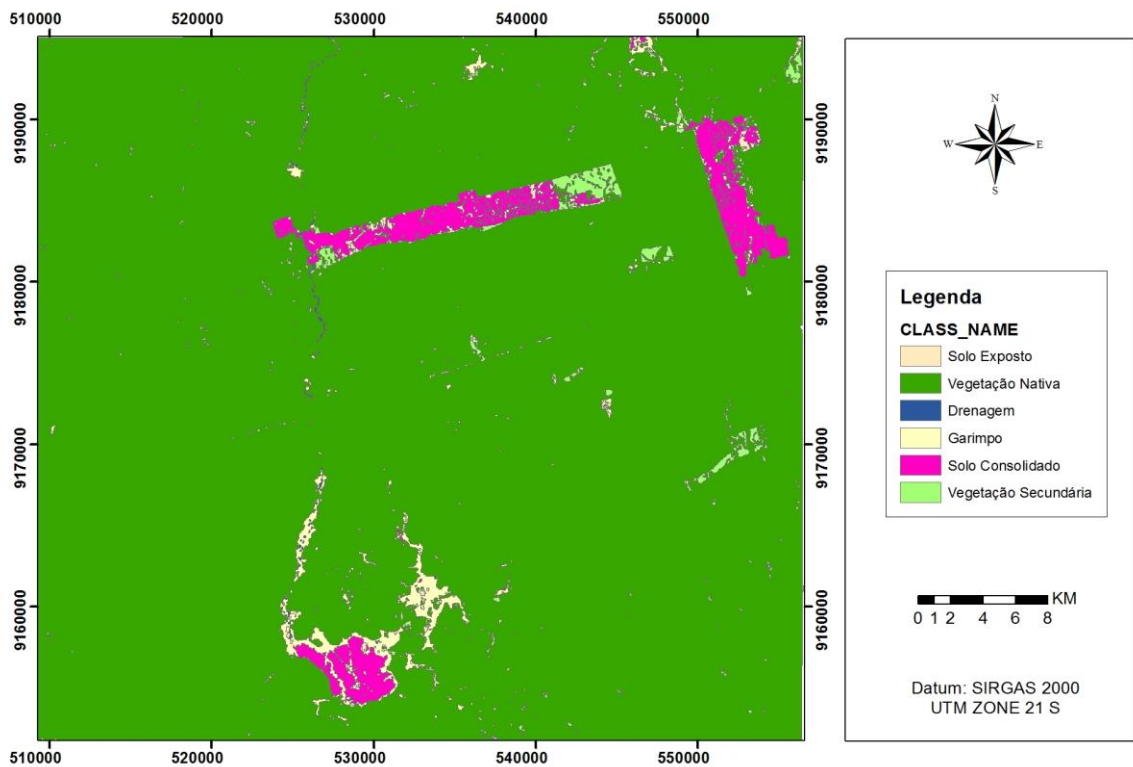 510000 520000 530000 540000 550000
9190000
9180000
9170000
9160000
9190000
9180000
9170000
9160000
510000 520000 530000 540000 550000
N
W E
S
Legenda
CLASS_NAME
Solo Exposto
Vegetação Nativa
Drenagem
Garimpo
Solo Consolidado
Vegetação Secundária
KM
0 1 2 4 6 8
Datum: SIRGAS 2000
UTM ZONE 21 S